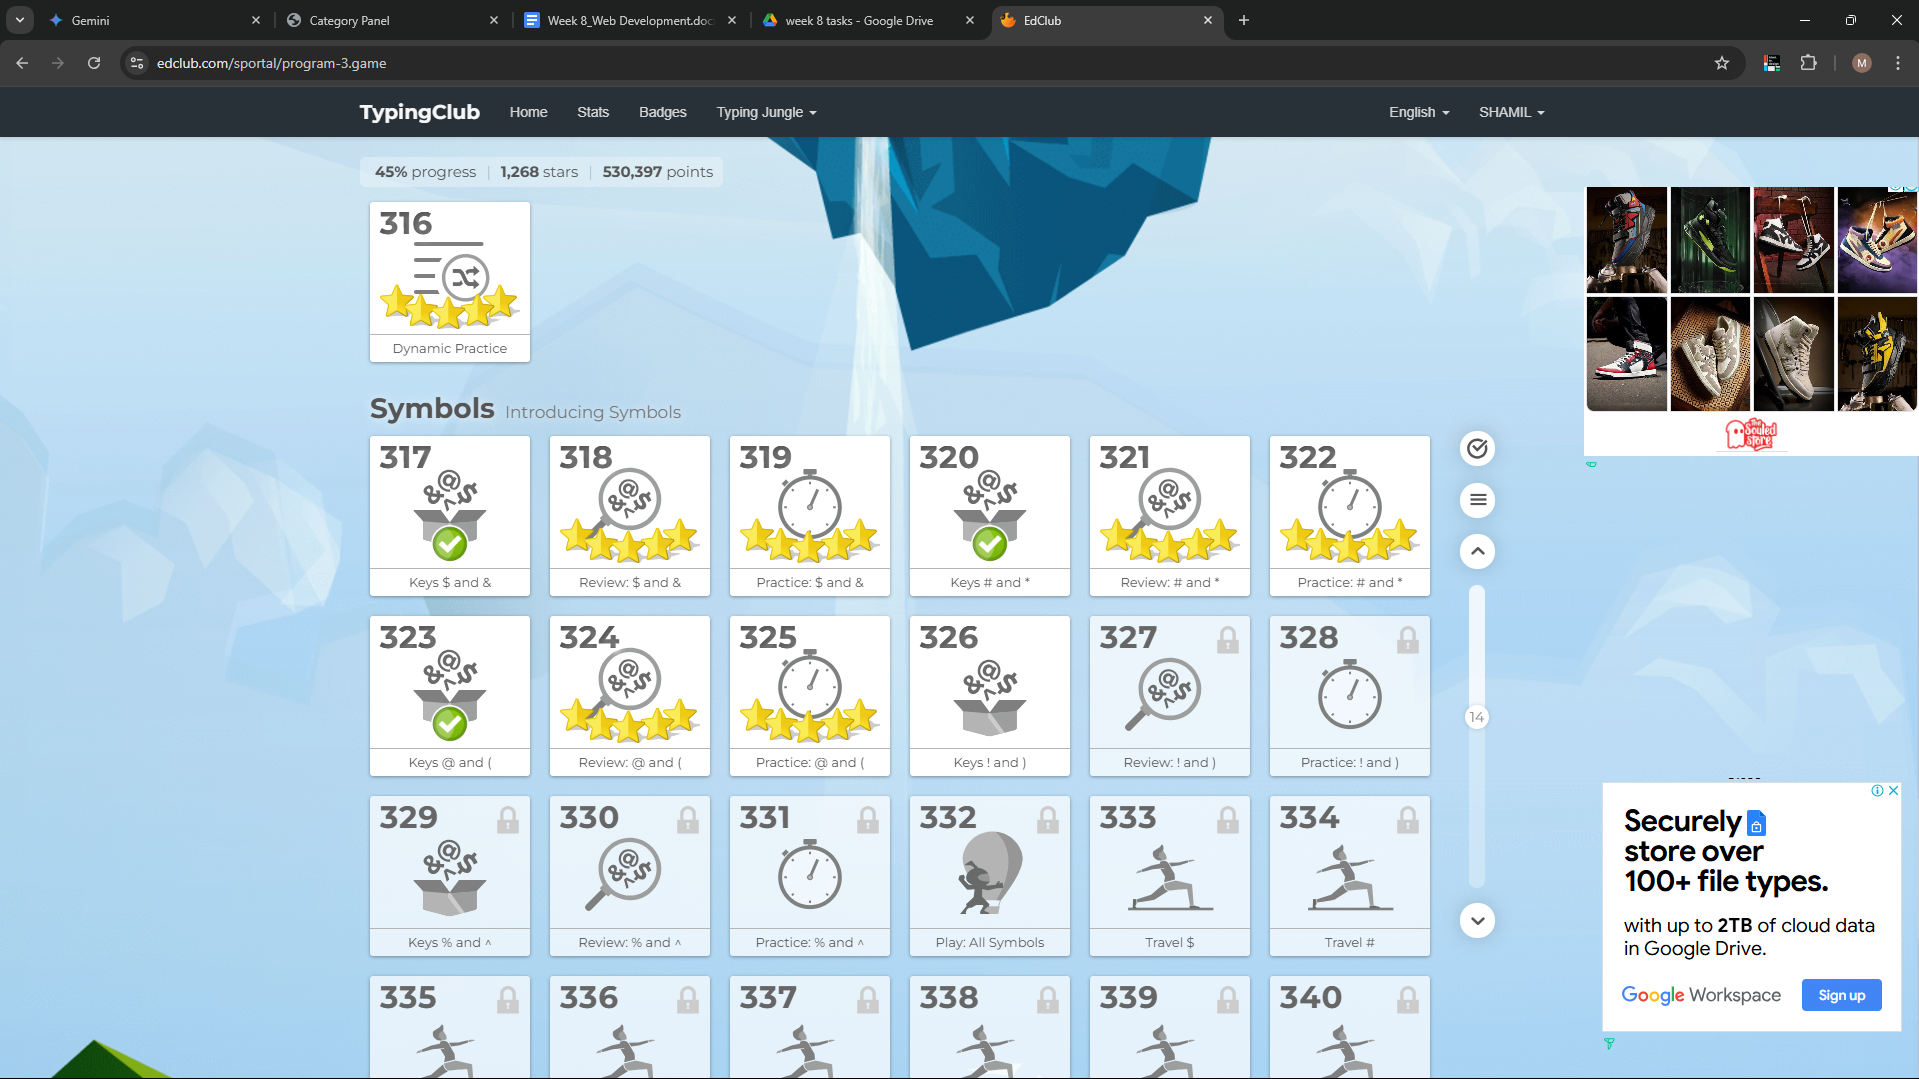 Gemini
Category Panel
Week 8_Web Development.doc
week 8 tasks - Google Drive
EdClub
edclub.com/sportal/program-3.game
M
TypingClub
Home
Stats
Badges
Typing Jungle
English
SHAMIL
45% progress
1,268 stars
530,397 points
316
Dynamic Practice
Symbols Introducing Symbols
317
318
319
320
321
322
Keys $ and &
Review: $ and &
Practice: $ and &
Keys # and *
Review: # and *
Practice: # and *
323
324
325
326
327
328
Keys @ and (
Review: @ and (
Practice: @ and (
Keys ! and )
Review: ! and )
Practice: ! and )
14
329
330
331
332
333
334
Keys % and ^
Review: % and ^
Practice: % and ^
Play: All Symbols
Travel $
Travel #
335
336
337
338
339
340
The Souled Store
Securely
store over
100+ file types.
with up to 2TB of cloud data
in Google Drive.
Google Workspace
Sign up